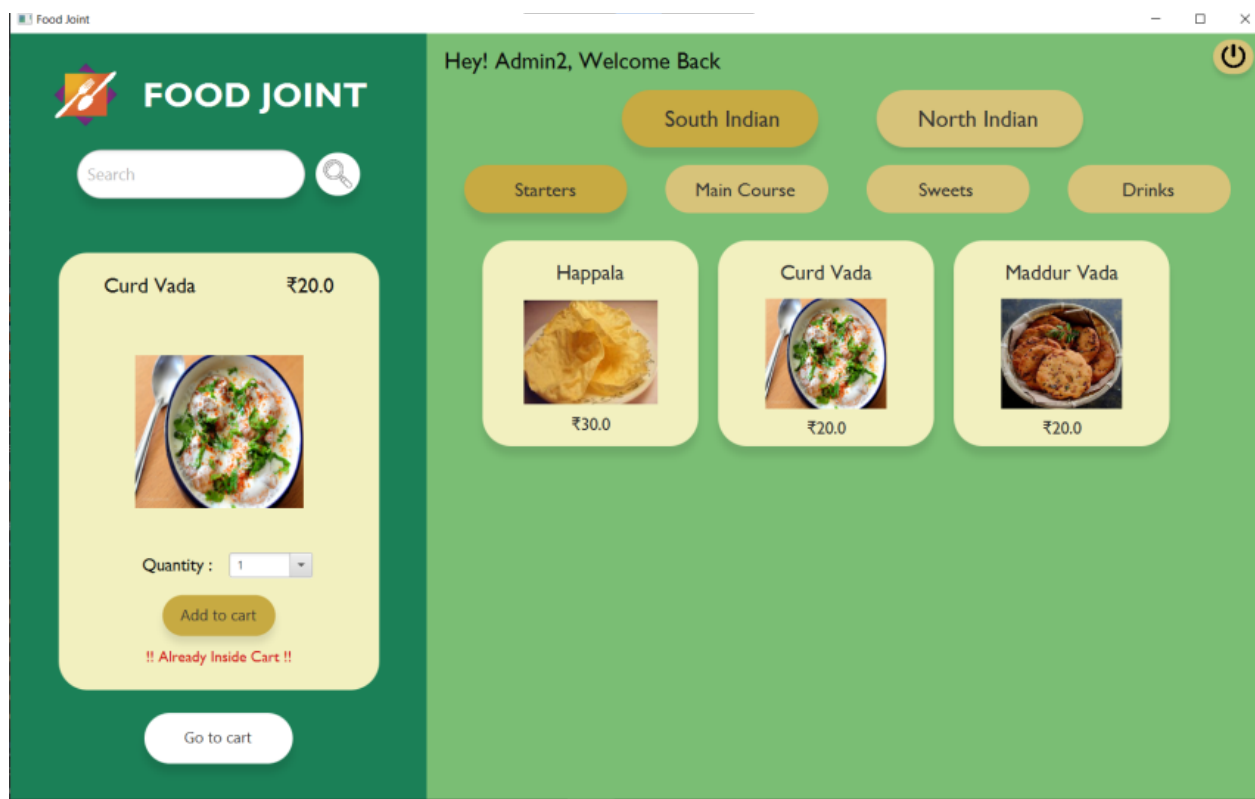 Food Joint
FOOD JOINT
Search
Curd Vada ₹20.0
Quantity : 1
Add to cart
!! Already Inside Cart !!
Go to cart
Hey! Admin2, Welcome Back
South Indian North Indian
Starters Main Course Sweets Drinks
Happala Curd Vada Maddur Vada
₹30.0 ₹20.0 ₹20.0